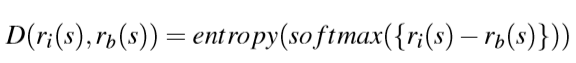 D(r_i(s), r_b(s)) = entropy(softmax({r_i(s) − r_b(s)}))